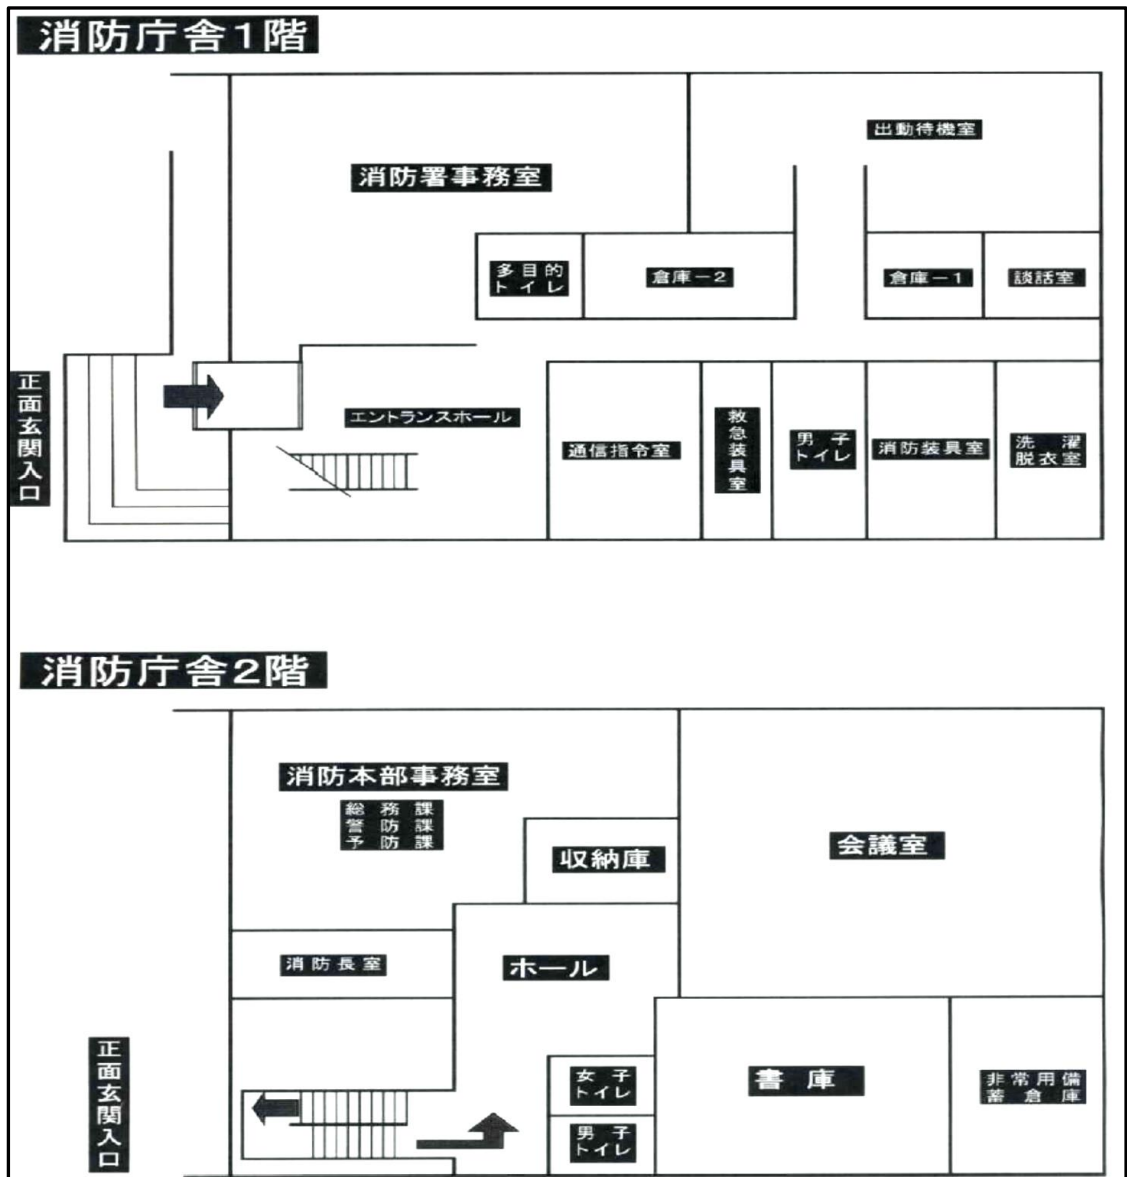 消防庁舎1階
出動待機室
消防署事務室
多目的
トイレ
倉庫－2
倉庫－1
談話室
正面玄関入口
エントランスホール
通信指令室
救急装具室
男子
トイレ
消防装具室
洗濯
脱衣室
消防庁舎2階
消防本部事務室
総務課
警防課
予防課
収納庫
会議室
消防長室
ホール
正面玄関入口
女子
トイレ
男子
トイレ
書庫
非常用備
蓄倉庫